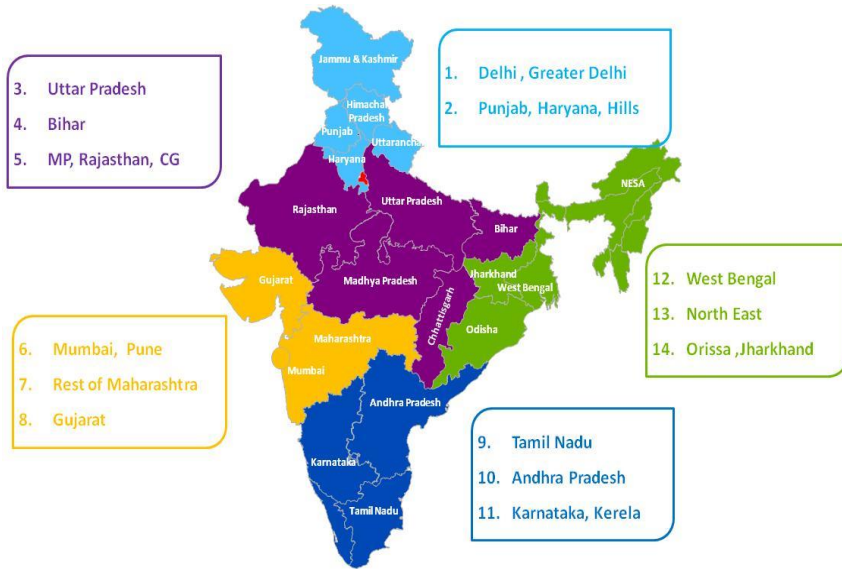 3. Uttar Pradesh
4. Bihar
5. MP, Rajasthan, CG
1. Delhi , Greater Delhi
2. Punjab, Haryana, Hills
Jammu & Kashmir
Himachal
Pradesh
Punjab
Uttaranchal
Haryana
Rajasthan
Uttar Pradesh
Bihar
NESA
Gujarat
Madhya Pradesh
Jharkhand
West Bengal
Chhattisgarh
Odisha
Maharashtra
Mumbai
Andhra Pradesh
Karnataka
Tamil Nadu
12. West Bengal
13. North East
14. Orissa ,Jharkhand
6. Mumbai, Pune
7. Rest of Maharashtra
8. Gujarat
9. Tamil Nadu
10. Andhra Pradesh
11. Karnataka, Kerela